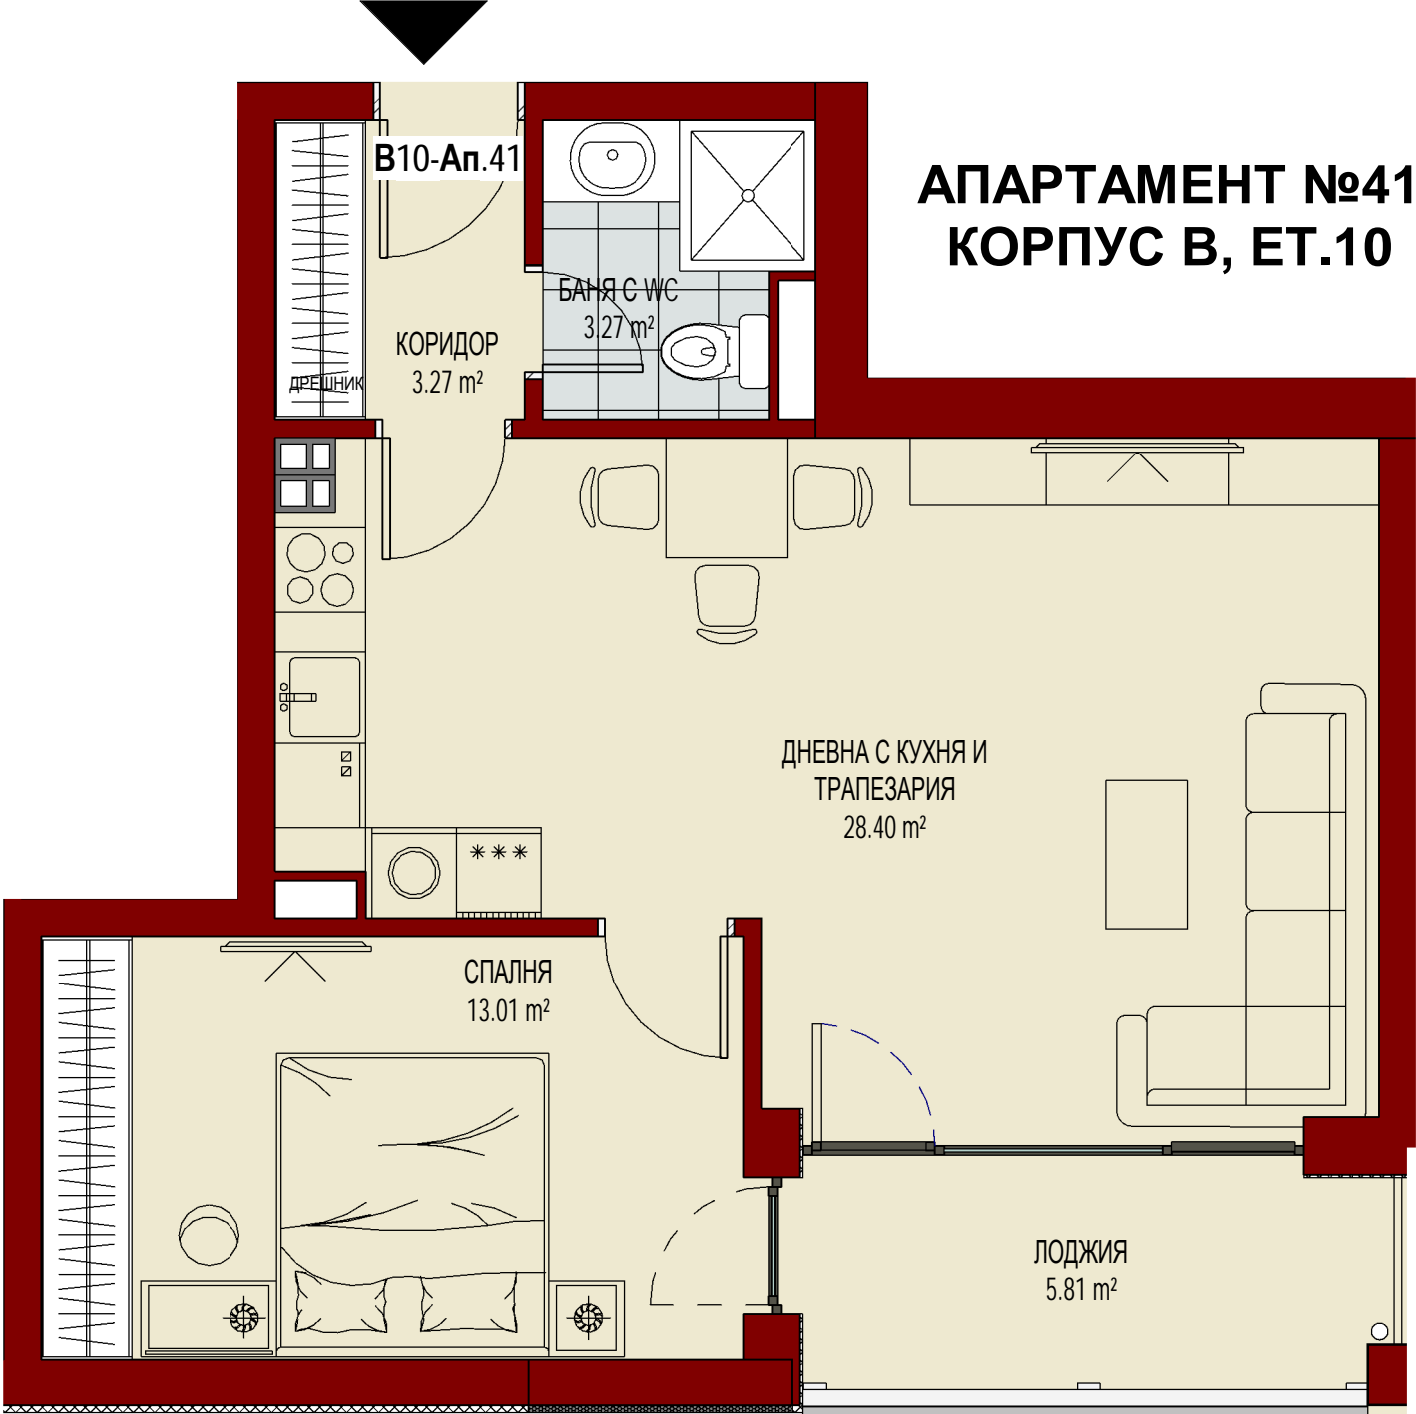 В10-Ап.41
АПАРТАМЕНТ №41
КОРПУС В, ЕТ.10
БАНЯ С WC
3.27 m²
КОРИДОР
3.27 m²
ДРЕШНИК
ДНЕВНА С КУХНЯ И
ТРАПЕЗАРИЯ
28.40 m²
СПАЛНЯ
13.01 m²
ЛОДЖИЯ
5.81 m²